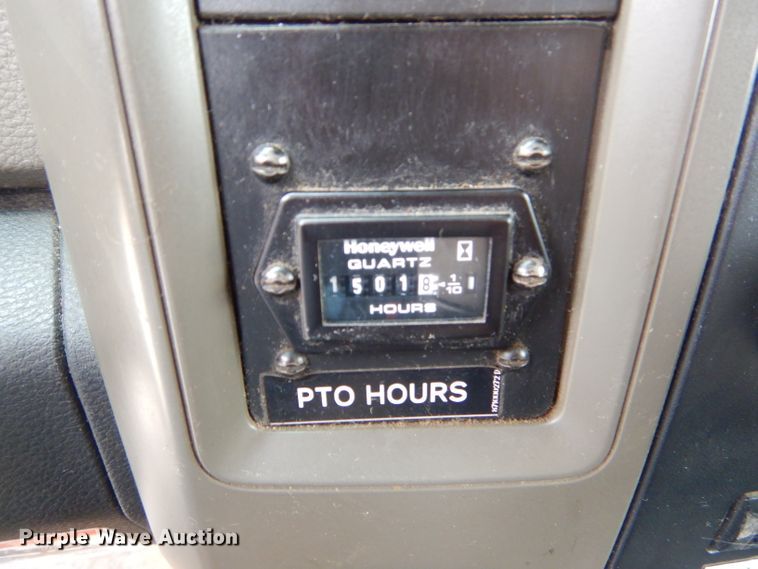 Honeywell
QUARTZ
1 5 0 1 8 1/10
HOURS
PTO HOURS
Purple Wave Auction